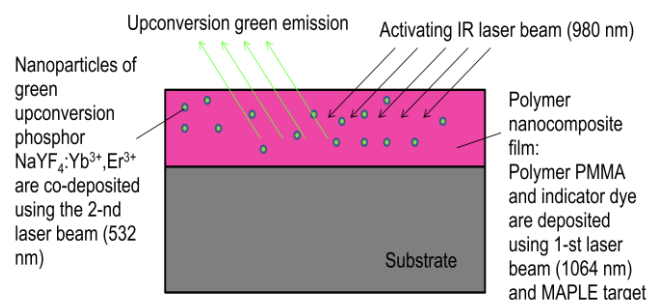 Upconversion green emission
Activating IR laser beam (980 nm)
Nanoparticles of
green
upconversion
phosphor
NaYF₄:Yb³⁺,Er³⁺
are co-deposited
using the 2-nd
laser beam (532
nm)
Polymer
nanocomposite
film:
Polymer PMMA
and indicator dye
are deposited
using 1-st laser
beam (1064 nm)
and MAPLE target
Substrate